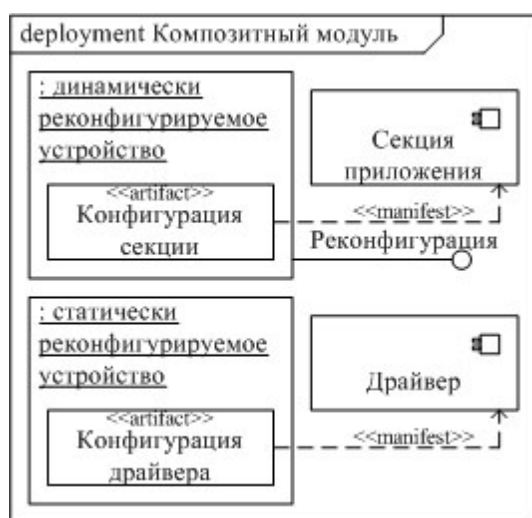 deployment Композитный модуль
: динамически
реконфигурируемое
устройство
<<artifact>>
Конфигурация
секции
Секция
приложения
<<manifest>>
Реконфигурация
: статически
реконфигурируемое
устройство
<<artifact>>
Конфигурация
драйвера
Драйвер
<<manifest>>